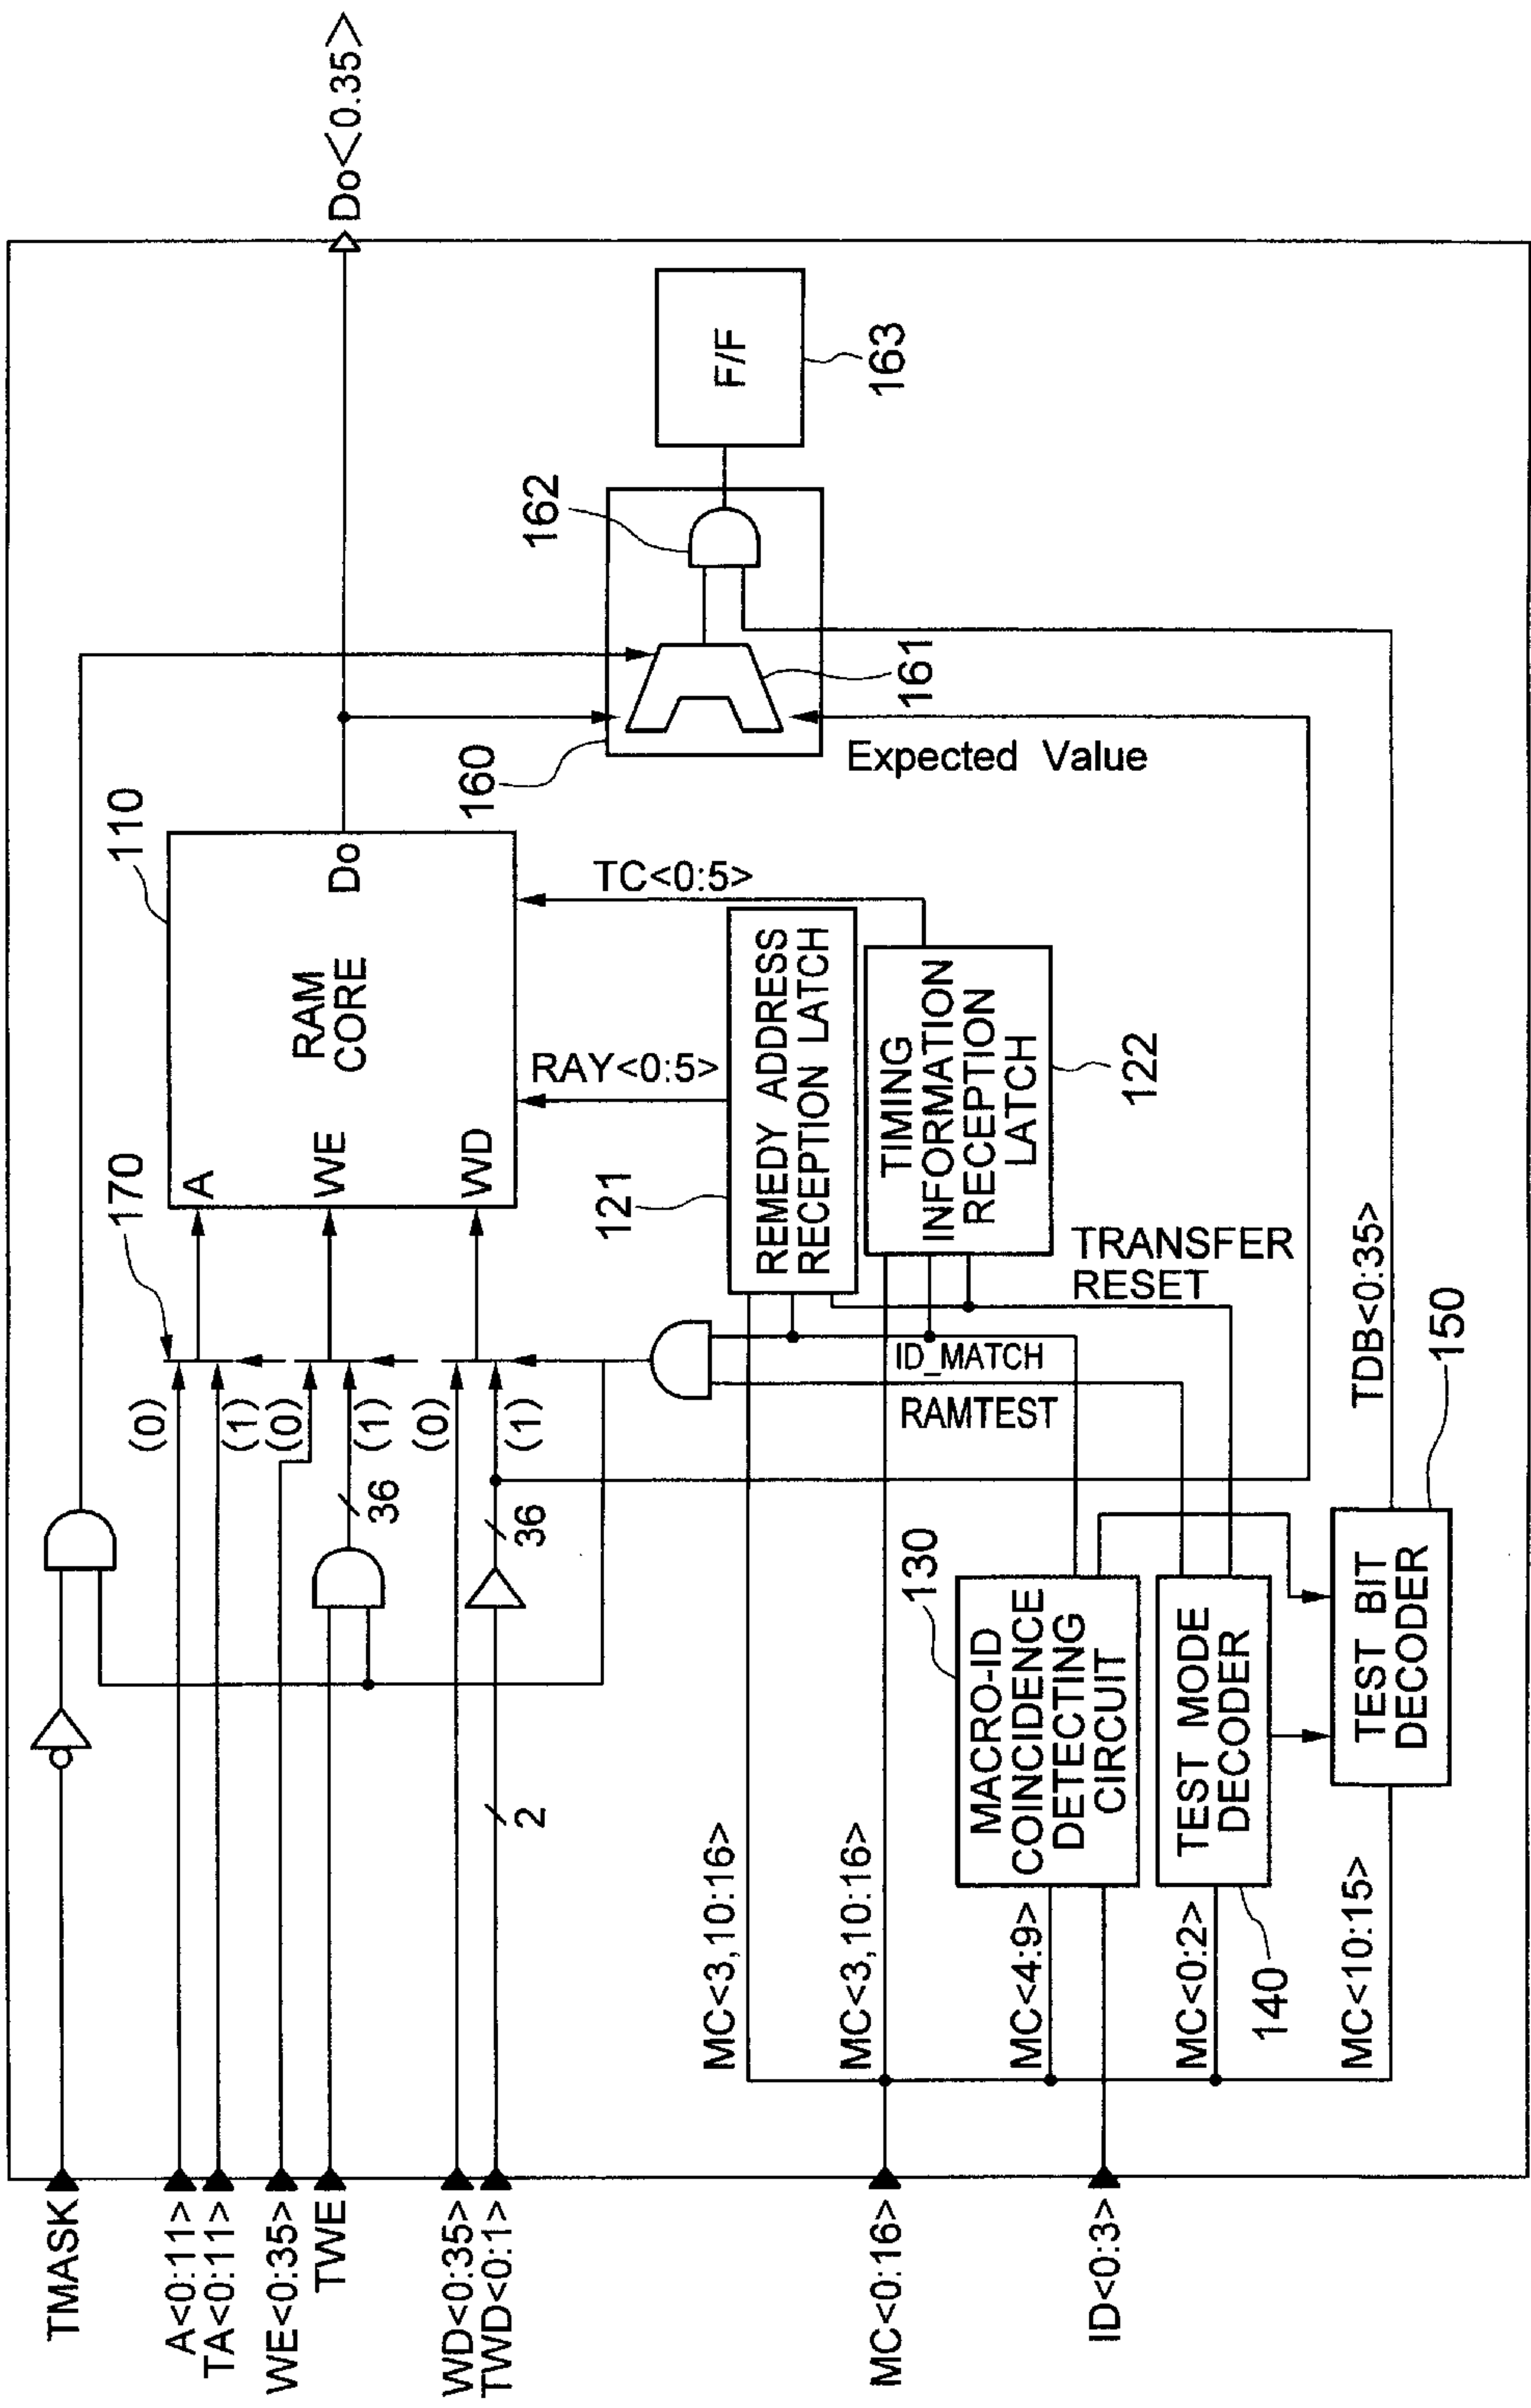 TMASK
A<0:11>
TA<0:11>
WE<0:35>
TWE
WD<0:35>
TWD<0:1>
MC<0:16>
ID<0:3>
Do<0.35>
(0)
(1)
(0)
(1)
(0)
(1)
36
36
2
170
110
A
WE
WD
RAM
CORE
Do
160
161
162
F/F
163
Expected Value
RAY<0:5>
TC<0:5>
121
REMEDY ADDRESS
RECEPTION LATCH
TIMING
INFORMATION
RECEPTION
LATCH
122
ID_MATCH
RAMTEST
TRANSFER
RESET
MC<3,10:16>
MC<3,10:16>
MC<4:9>
MC<0:2>
MC<10:15>
130
MACRO-ID
COINCIDENCE
DETECTING
CIRCUIT
TEST MODE
DECODER
140
TEST BIT
DECODER
150
TDB<0:35>